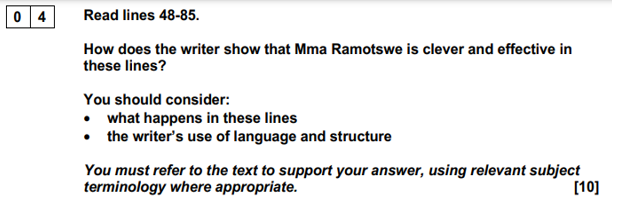 0 4 Read lines 48-85.
How does the writer show that Mma Ramotswe is clever and effective in
these lines?
You should consider:
• what happens in these lines
• the writer's use of language and structure
You must refer to the text to support your answer, using relevant subject
terminology where appropriate. [10]